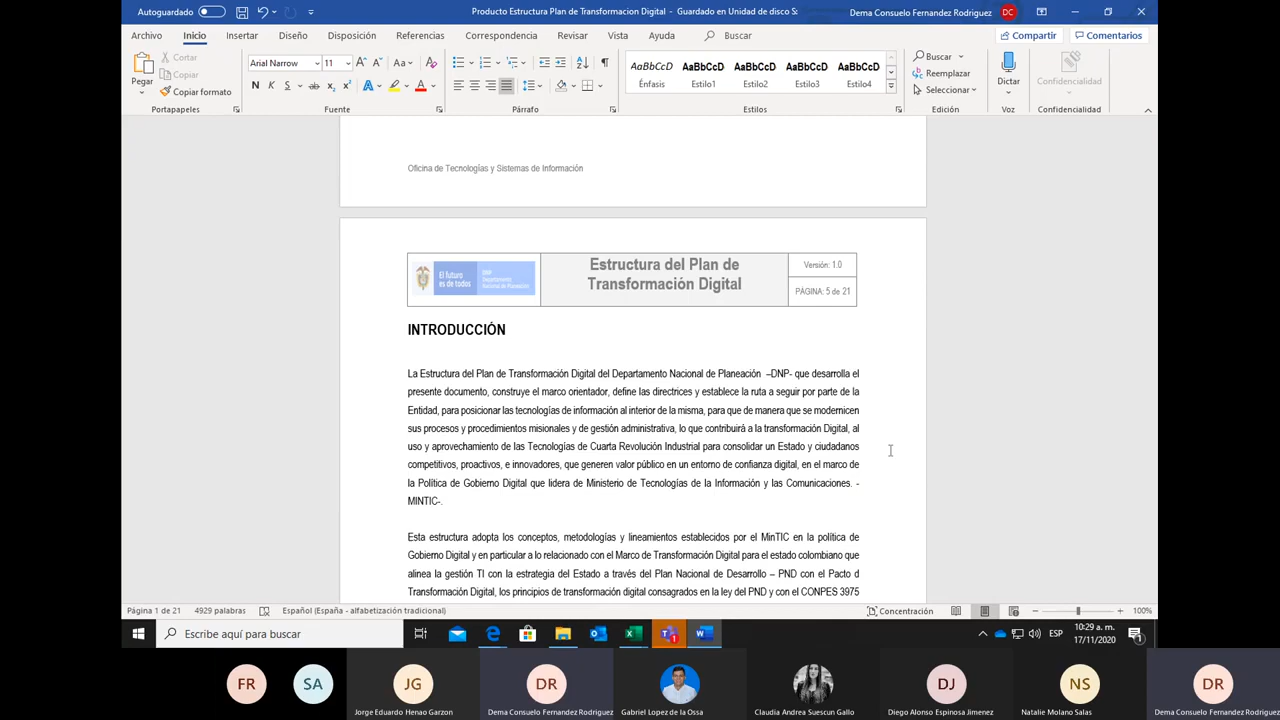 Autoguardado
Producto Estructura Plan de Transformacion Digital - Guardado en Unidad de disco S:
Dema Consuelo Fernandez Rodriguez
DC
Archivo Inicio Insertar Diseño Disposición Referencias Correspondencia Revisar Vista Ayuda Buscar
Compartir Comentarios
Pegar
Cortar
Copiar
Copiar formato
Portapapeles
Arial Narrow 11
Fuente
Párrafo
AaBbCcD AaBbCcD AaBbCcD AaBbCcD AaBbCcD
Énfasis Estilo1 Estilo2 Estilo3 Estilo4
Estilos
Buscar
Reemplazar
Seleccionar
Edición
Dictar
Voz
Confidencialidad
Confidencialidad
Oficina de Tecnologías y Sistemas de Información
El futuro
es de todos
DNP
Departamento
Nacional de Planeación
Estructura del Plan de
Transformación Digital
Versión: 1.0
PÁGINA: 5 de 21
INTRODUCCIÓN
La Estructura del Plan de Transformación Digital del Departamento Nacional de Planeación –DNP- que desarrolla el
presente documento, construye el marco orientador, define las directrices y establece la ruta a seguir por parte de la
Entidad, para posicionar las tecnologías de información al interior de la misma, para que de manera que se modernicen
sus procesos y procedimientos misionales y de gestión administrativa, lo que contribuirá a la transformación Digital, al
uso y aprovechamiento de las Tecnologías de Cuarta Revolución Industrial para consolidar un Estado y ciudadanos
competitivos, proactivos, e innovadores, que generen valor público en un entorno de confianza digital, en el marco de
la Política de Gobierno Digital que lidera de Ministerio de Tecnologías de la Información y las Comunicaciones. -
MINTIC-.
Esta estructura adopta los conceptos, metodologías y lineamientos establecidos por el MinTIC en la política de
Gobierno Digital y en particular a lo relacionado con el Marco de Transformación Digital para el estado colombiano que
alinea la gestión TI con la estrategia del Estado a través del Plan Nacional de Desarrollo – PND con el Pacto d
Transformación Digital, los principios de transformación digital consagrados en la ley del PND y con el CONPES 3975
Página 1 de 21 4929 palabras Español (España - alfabetización tradicional)
Concentración
100%
Escribe aquí para buscar
ESP
10:29 a. m.
17/11/2020
FR
SA
JG
Jorge Eduardo Henao Garzon
DR
Dema Consuelo Fernandez Rodriguez
Gabriel Lopez de la Ossa
Claudia Andrea Suescun Gallo
DJ
Diego Alonso Espinosa Jimenez
NS
Natalie Molano Salas
DR
Dema Consuelo Fernandez Rodriguez